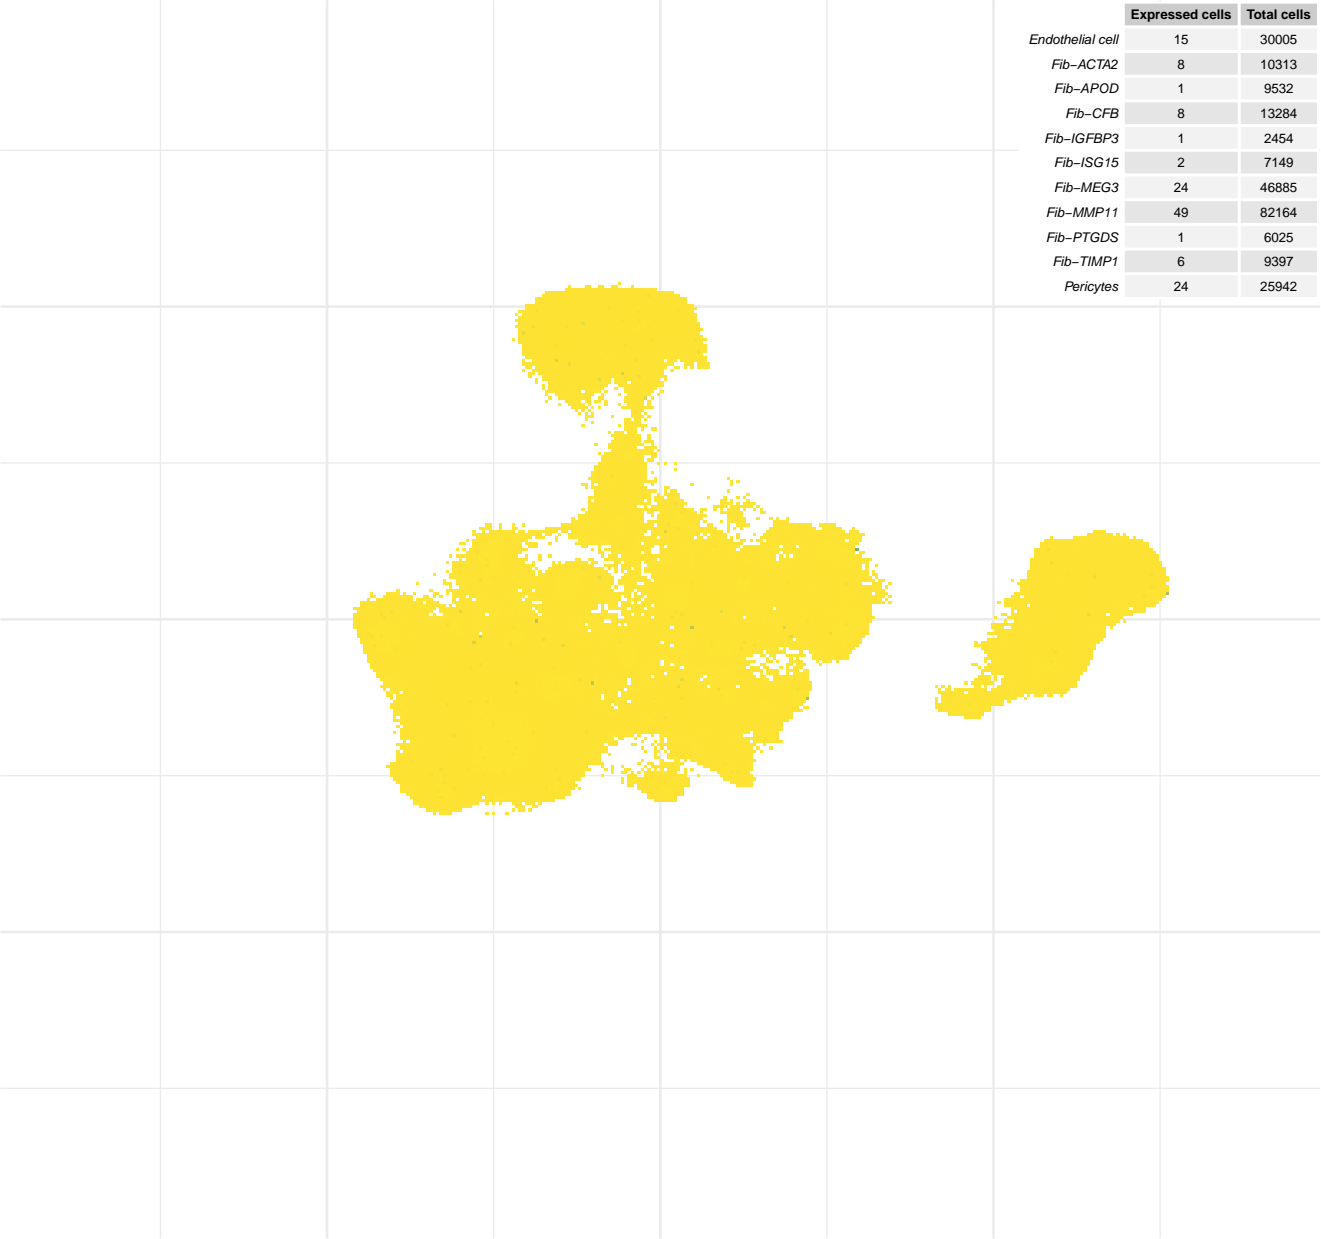 Expressed cells Total cells
Endothelial cell 15 30005
Fib−ACTA2 8 10313
Fib−APOD 1 9532
Fib−CFB 8 13284
Fib−IGFBP3 1 2454
Fib−ISG15 2 7149
Fib−MEG3 24 46885
Fib−MMP11 49 82164
Fib−PTGDS 1 6025
Fib−TIMP1 6 9397
Pericytes 24 25942